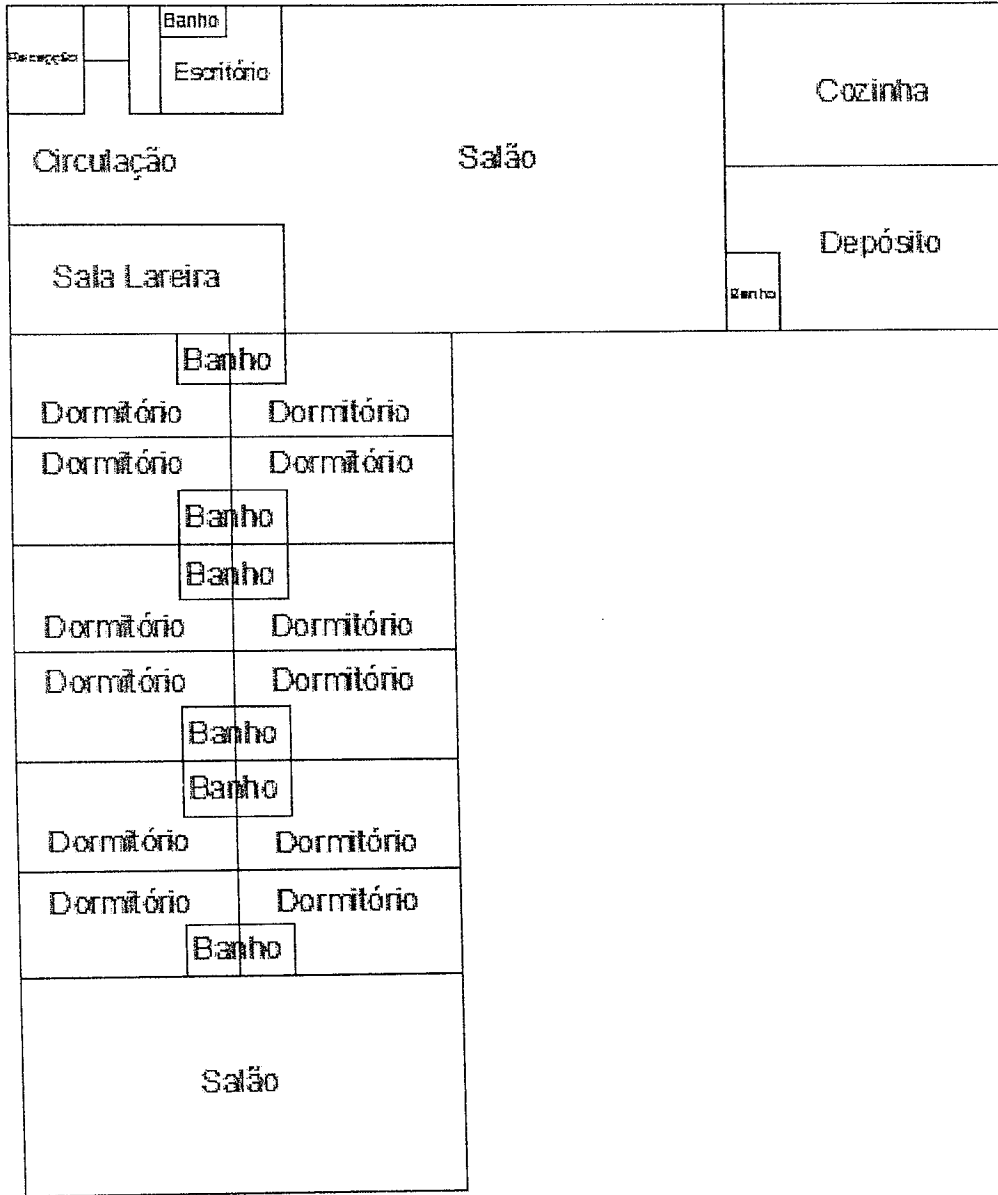 Banho
Recepção
Escritório
Cozinha
Circulação
Salão
Depósito
Sala Lareira
Banho
Banho
Dormitório
Dormitório
Dormitório
Dormitório
Banho
Banho
Dormitório
Dormitório
Dormitório
Dormitório
Banho
Banho
Dormitório
Dormitório
Dormitório
Dormitório
Banho
Salão